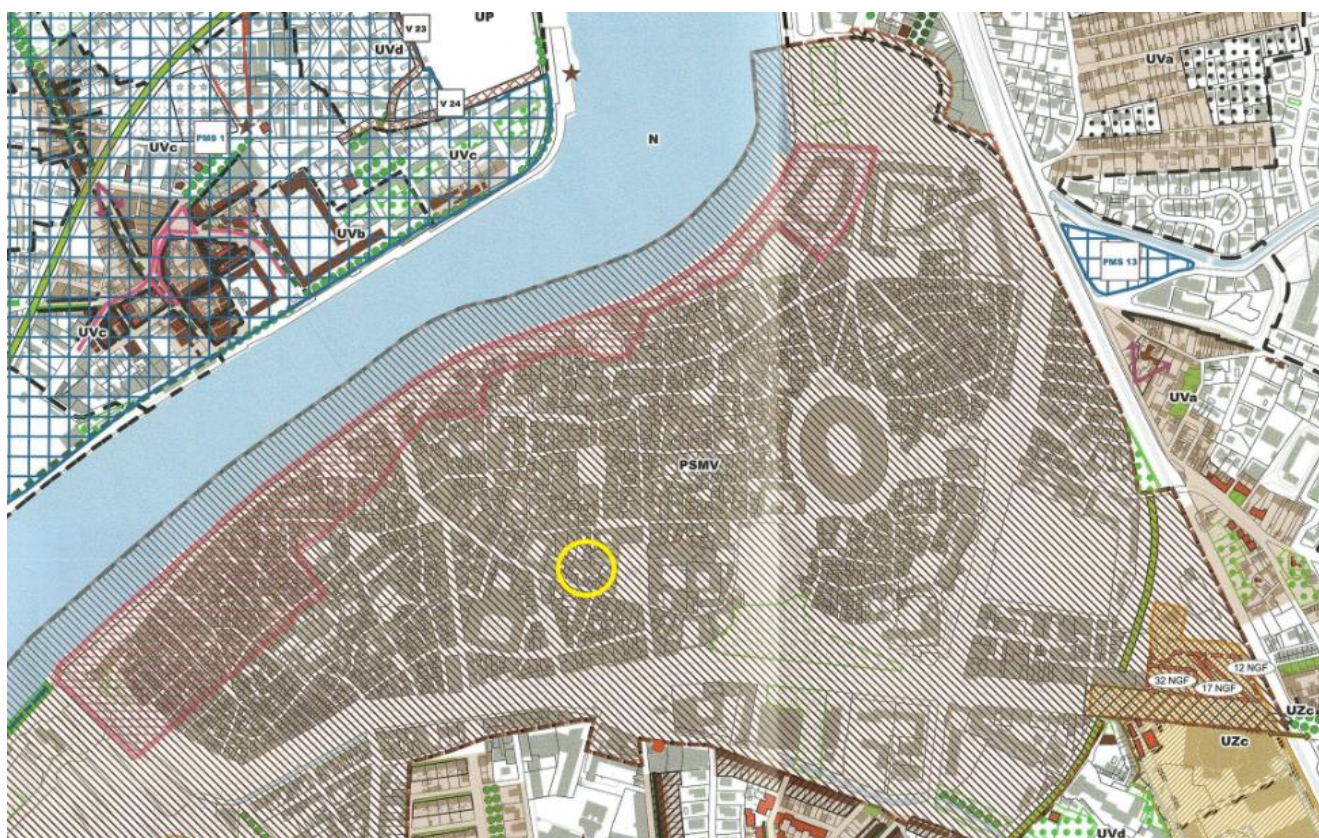 UP
V 23
UVd
UVa
V 24
PMS 1
UVc
N
UVc
UVb
PMS 13
UVc
UVa
PSMV
12 NGF
32 NGF
17 NGF
UZc
UZc
UVd